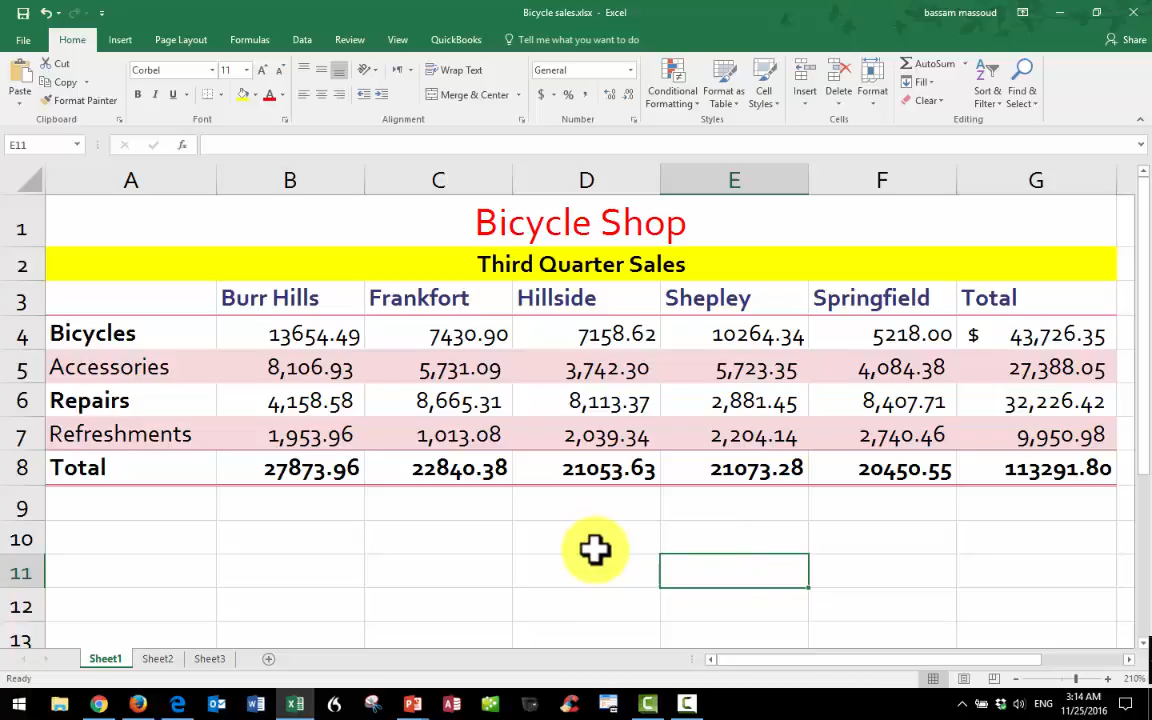 Bicycle sales.xlsx - Excel
bassam massoud
File Home Insert Page Layout Formulas Data Review View QuickBooks Tell me what you want to do Share
Paste
Cut
Copy
Format Painter
Clipboard
Corbel 11
B I U
Font
Wrap Text
Merge & Center
Alignment
General
$ % ,
Number
Conditional Formatting
Format as Table
Cell Styles
Styles
Insert Delete Format
Cells
AutoSum
Fill
Clear
Sort & Filter
Find & Select
Editing
E11
fx
A B C D E F G
1 Bicycle Shop
2 Third Quarter Sales
3 Burr Hills Frankfort Hillside Shepley Springfield Total
4 Bicycles 13654.49 7430.90 7158.62 10264.34 5218.00 $ 43,726.35
5 Accessories 8,106.93 5,731.09 3,742.30 5,723.35 4,084.38 27,388.05
6 Repairs 4,158.58 8,665.31 8,113.37 2,881.45 8,407.71 32,226.42
7 Refreshments 1,953.96 1,013.08 2,039.34 2,204.14 2,740.46 9,950.98
8 Total 27873.96 22840.38 21053.63 21073.28 20450.55 113291.80
9
10
11
12
13
Sheet1 Sheet2 Sheet3
Ready
210%
ENG
3:14 AM
11/25/2016